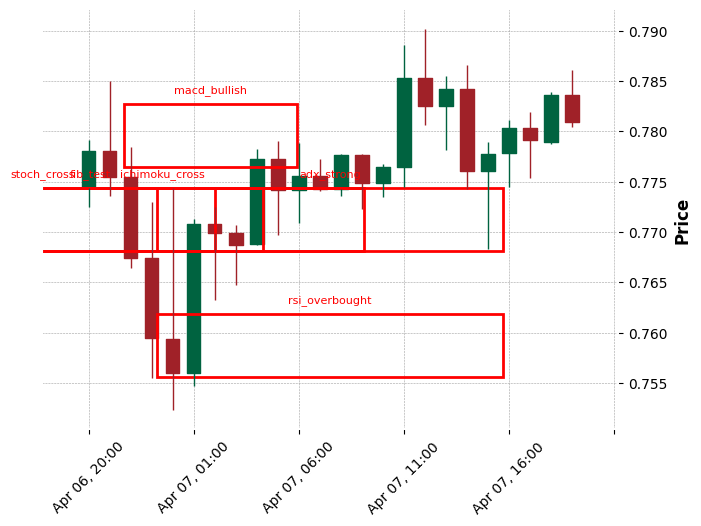 0.790
0.785
0.780
0.775
0.770
0.765
0.760
0.755
Price
macd_bullish
stoch_cross
ichimoku_cross
adx_strong
rsi_overbought
Apr 06, 20:00
Apr 07, 01:00
Apr 07, 06:00
Apr 07, 11:00
Apr 07, 16:00